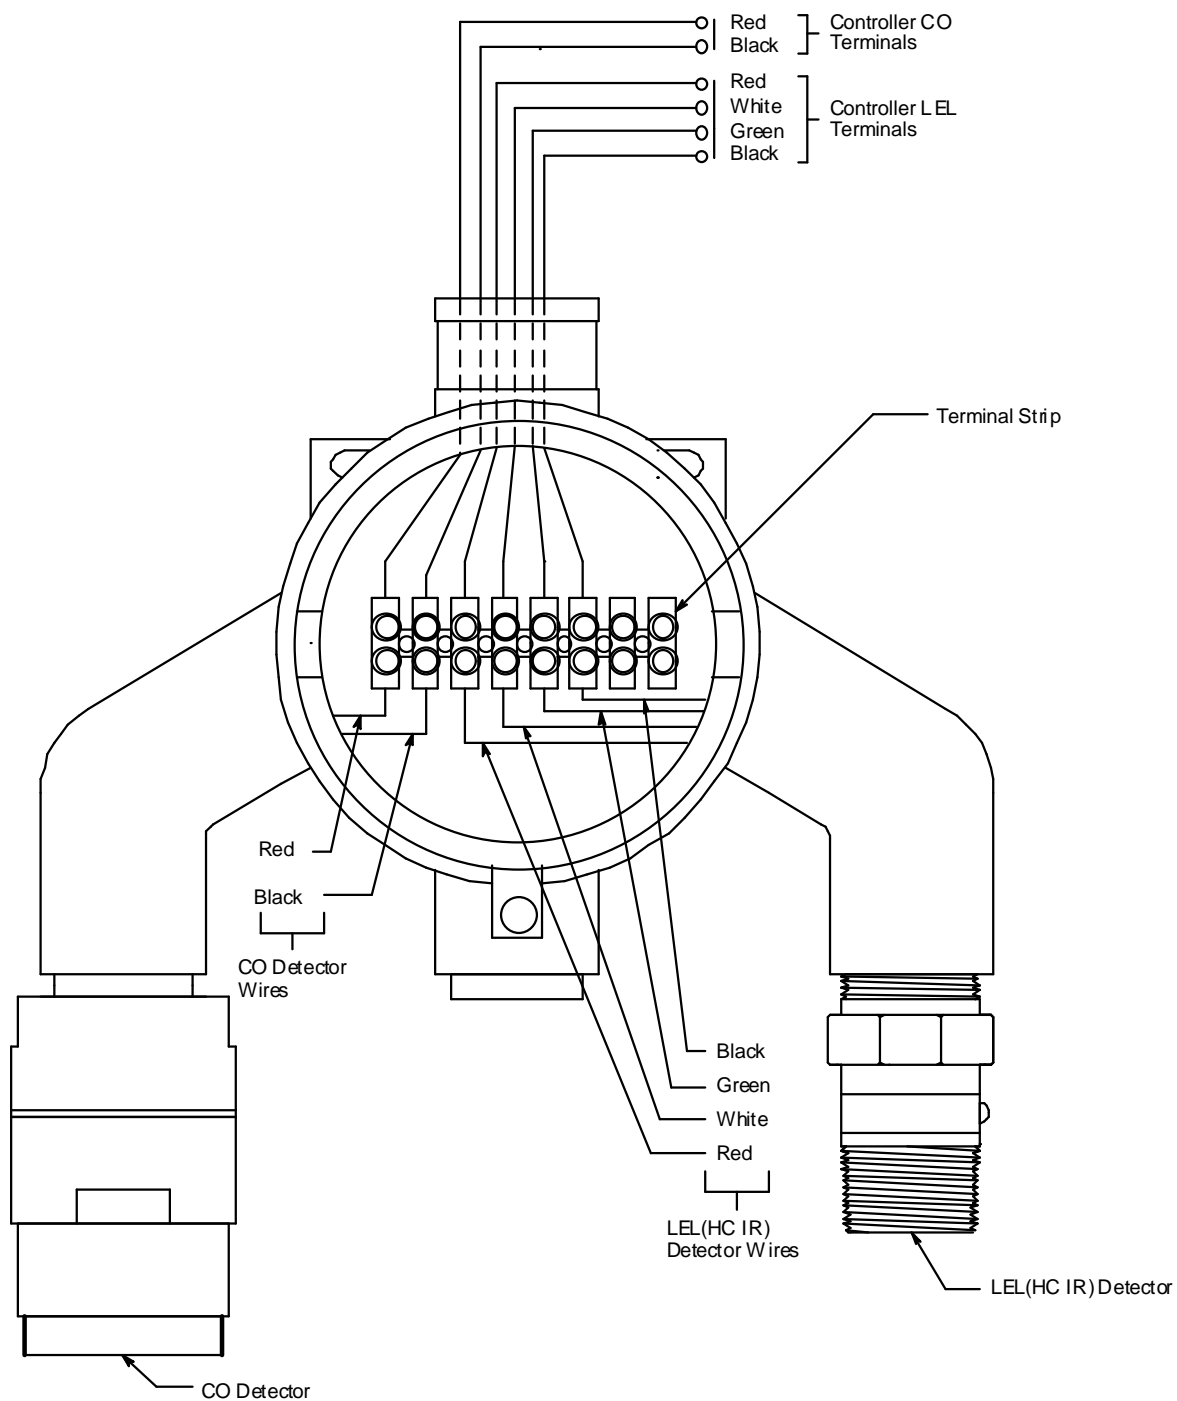 Red
Black
Controller CO
Terminals
Red
White
Green
Black
Controller LEL
Terminals
Terminal Strip
Red
Black
CO Detector
Wires
Black
Green
White
Red
LEL(HC IR)
Detector Wires
LEL(HC IR) Detector
CO Detector